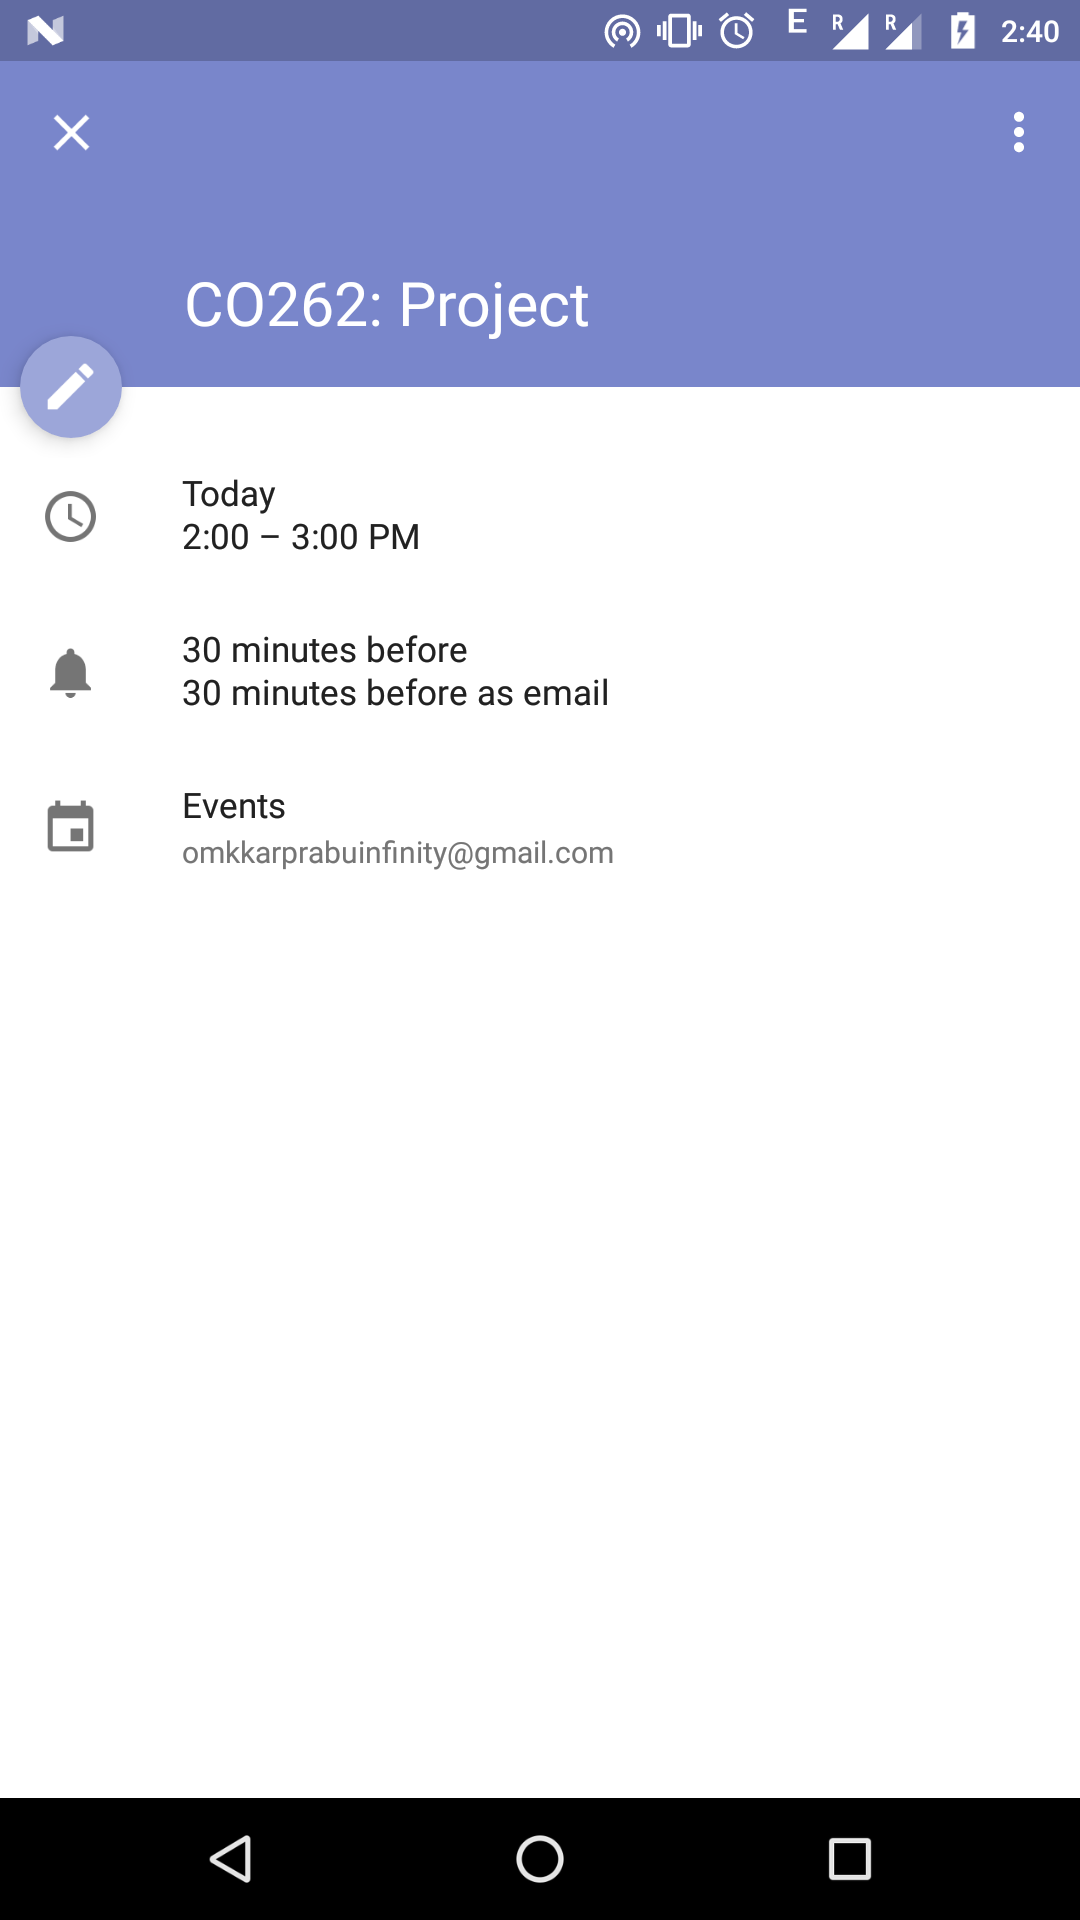 E R R 2:40
CO262: Project
Today
2:00 – 3:00 PM
30 minutes before
30 minutes before as email
Events
omkkarprabuinfinity@gmail.com